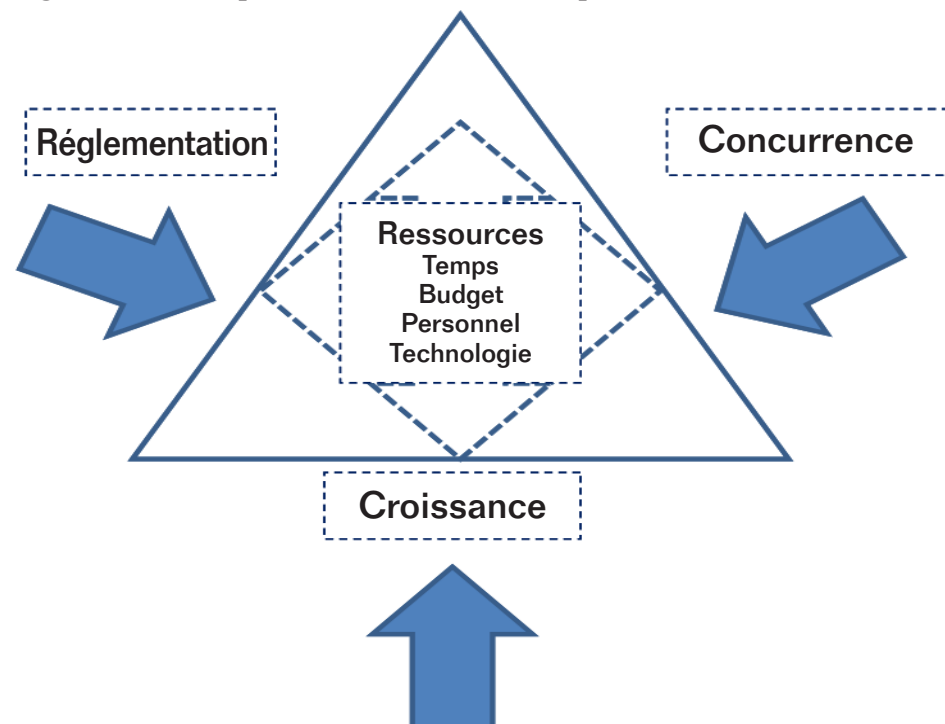 Réglementation
Concurrence
Ressources
Temps
Budget
Personnel
Technologie
Croissance